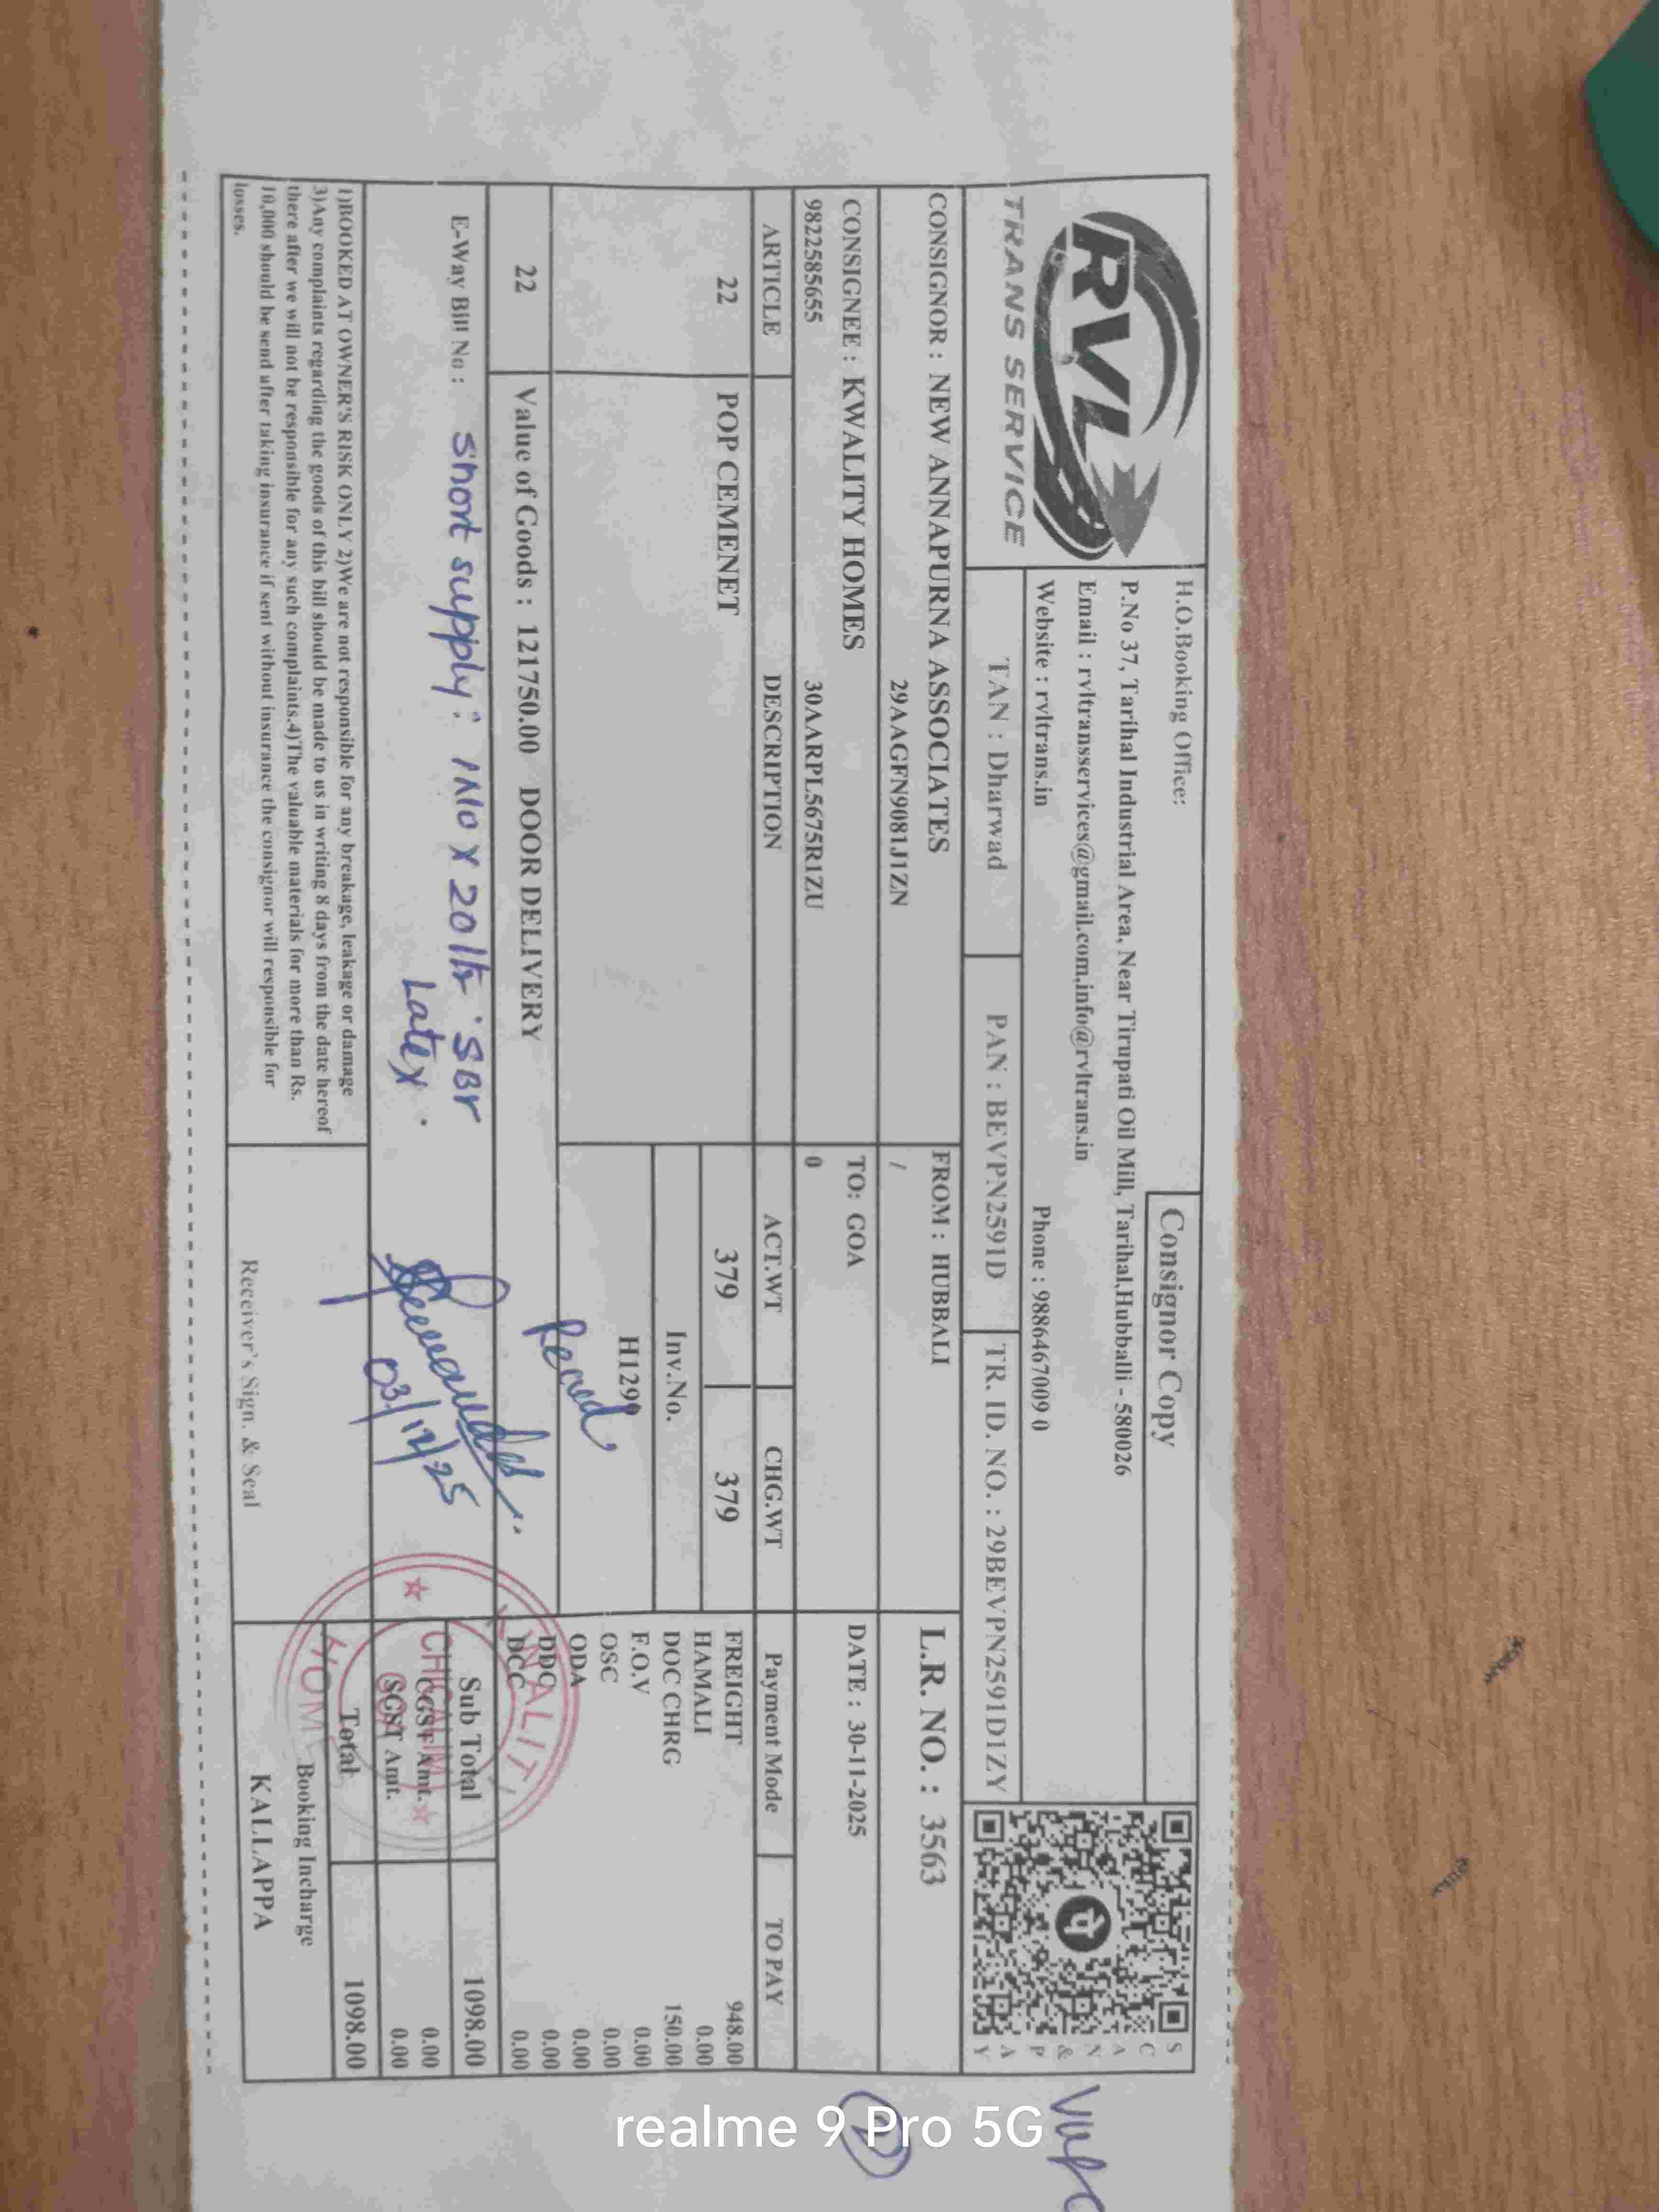 RVL
TRANS SERVICE
H.O.Booking Office:
Consignor Copy
P.No 37, Tarihal Industrial Area, Near Tirupati Oil Mill, Tarihal,Hubballi - 580026
Email : rvltransservices@gmail.com,info@rvltrans.in
Website : rvltrans.in Phone : 9886467009 0
TAN : Dharwad PAN : BEVPN2591D TR. ID. NO. : 29BEVPN2591D1ZY
SCAN & PAY
CONSIGNOR : NEW ANNAPURNA ASSOCIATES FROM : HUBBALI L.R. NO. : 3563
29AAGFN9081J1ZN /
CONSIGNEE : KWALITY HOMES TO: GOA DATE : 30-11-2025
9822585655 30AARPL5675R1ZU 0
ARTICLE DESCRIPTION ACT.WT CHG.WT Payment Mode TO PAY
22 POP CEMENET 379 379 FREIGHT 948.00
HAMALI 0.00
Inv.No. DOC CHRG 150.00
F.O.V 0.00
H1299 OSC 0.00
ODA 0.00
DDC 0.00
DCC 0.00
22 Value of Goods : 121750.00 DOOR DELIVERY
E-Way Bill No : Short supply: 1No x 20ltr SBr
Latex.
03/12/25
Sub Total 1098.00
CGST Amt. 0.00
SGST Amt. 0.00
Total 1098.00
1)BOOKED AT OWNER'S RISK ONLY 2)We are not responsible for any breakage, leakage or damage
3)Any complaints regarding the goods of this bill should be made to us in writing 8 days from the date hereof
there after we will not be responsible for any such complaints.4)The valuable materials for more than Rs.
10,000 should be send after taking insurance if sent without insurance the consignor will responsible for
losses.
Receiver's Sign. & Seal
Booking Incharge
KALLAPPA
2
realme 9 Pro 5G